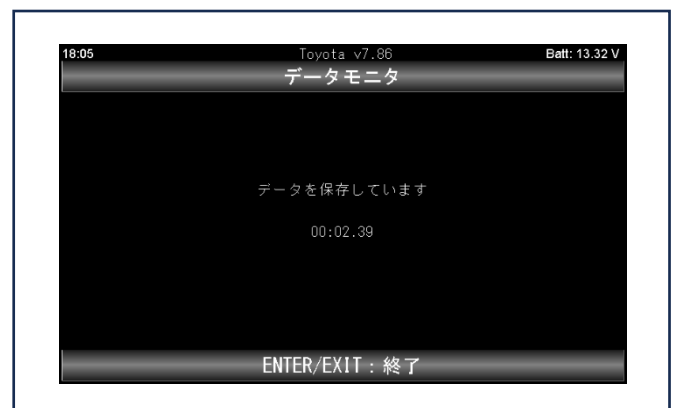 18:05 Toyota v7.86 Batt: 13.32 V
データモニタ
データを保存しています
00:02.39
ENTER/EXIT : 終了